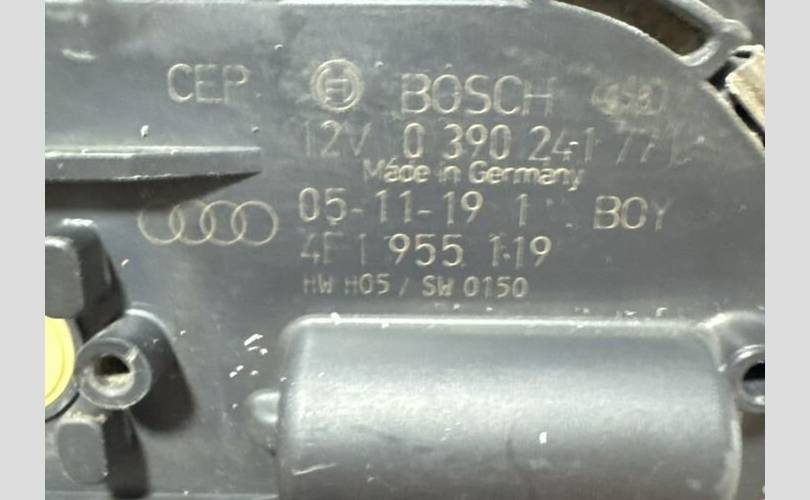 CEP BOSCH
12V 0 390 241
Made in Germany
05-11-19 1 BOY
4F1 955 119
HW H05 / SW 0150